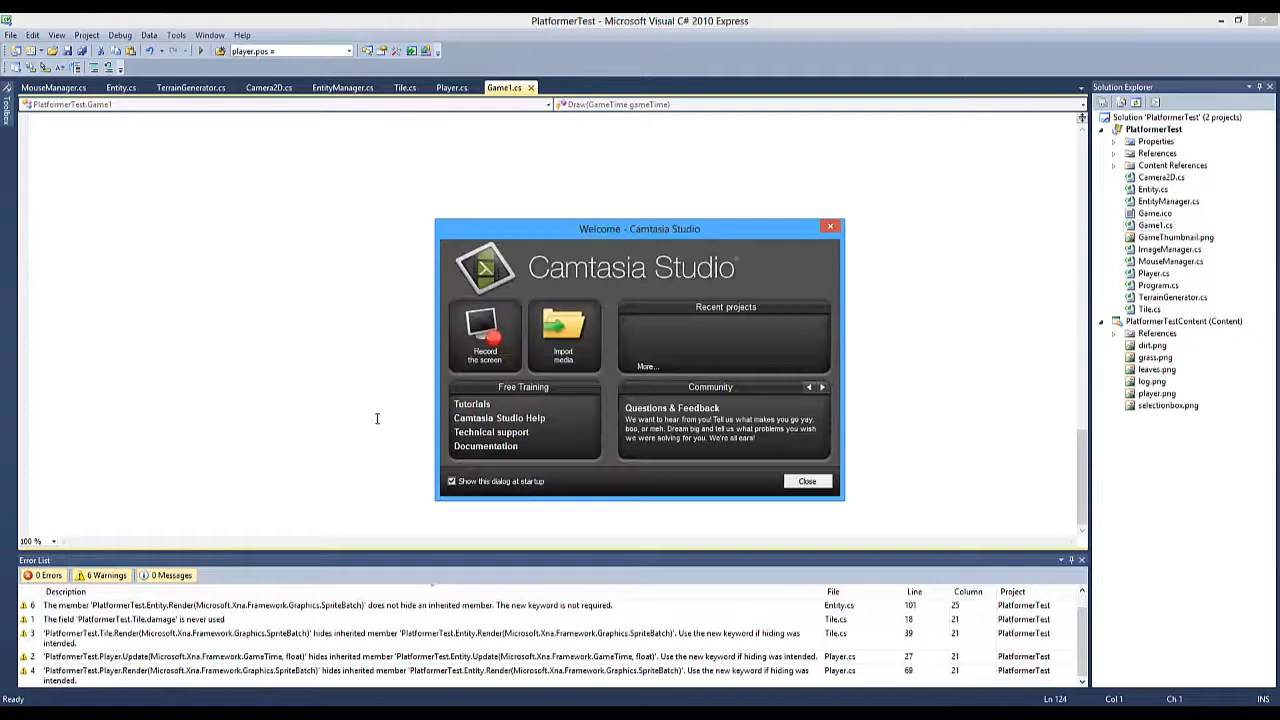 PlatformerTest - Microsoft Visual C# 2010 Express
File Edit View Project Debug Data Tools Window Help
player.pos =
MouseManager.cs Entity.cs TerrainGenerator.cs Camera2D.cs EntityManager.cs Tile.cs Player.cs Game1.cs
PlatformerTest.Game1 Draw(GameTime gameTime)
Toolbox
Solution Explorer
Solution 'PlatformerTest' (2 projects)
PlatformerTest
Properties
References
Content References
Camera2D.cs
Entity.cs
EntityManager.cs
Game.ico
Game1.cs
GameThumbnail.png
ImageManager.cs
MouseManager.cs
Player.cs
Program.cs
TerrainGenerator.cs
Tile.cs
PlatformerTestContent (Content)
References
dirt.png
grass.png
leaves.png
log.png
player.png
selectionbox.png
Welcome - Camtasia Studio
Camtasia Studio
Record
the screen
Import
media
Recent projects
More...
Free Training
Tutorials
Camtasia Studio Help
Technical support
Documentation
Community
Questions & Feedback
We want to hear from you! Tell us what makes you go yay,
boo, or meh. Dream big and tell us what problems you wish
we were solving for you. We're all ears!
Show this dialog at startup
Close
100 %
Error List
0 Errors 6 Warnings 0 Messages
Description File Line Column Project
6 The member 'PlatformerTest.Entity.Render(Microsoft.Xna.Framework.Graphics.SpriteBatch)' does not hide an inherited member. The new keyword is not required. Entity.cs 101 25 PlatformerTest
1 The field 'PlatformerTest.Tile.damage' is never used Tile.cs 18 21 PlatformerTest
3 'PlatformerTest.Tile.Render(Microsoft.Xna.Framework.Graphics.SpriteBatch)' hides inherited member 'PlatformerTest.Entity.Render(Microsoft.Xna.Framework.Graphics.SpriteBatch)'. Use the new keyword if hiding was Tile.cs 39 21 PlatformerTest
intended.
2 'PlatformerTest.Player.Update(Microsoft.Xna.Framework.GameTime, float)' hides inherited member 'PlatformerTest.Entity.Update(Microsoft.Xna.Framework.GameTime, float)'. Use the new keyword if hiding was intended. Player.cs 27 21 PlatformerTest
4 'PlatformerTest.Player.Render(Microsoft.Xna.Framework.Graphics.SpriteBatch)' hides inherited member 'PlatformerTest.Entity.Render(Microsoft.Xna.Framework.Graphics.SpriteBatch)'. Use the new keyword if hiding was Player.cs 69 21 PlatformerTest
intended.
Ready Ln 124 Col 1 Ch 1 INS